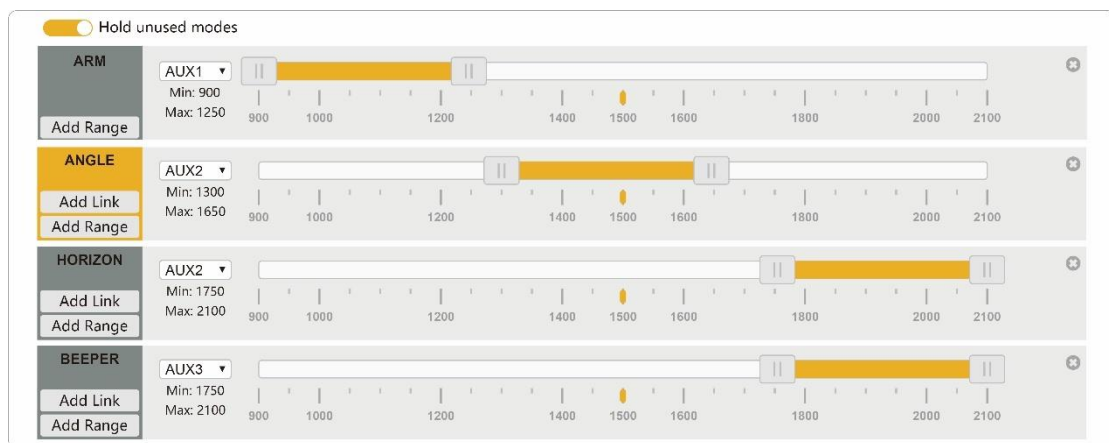 Hold unused modes
ARM
AUX1
Min: 900
Max: 1250
Add Range
900 1000 1200 1400 1500 1600 1800 2000 2100
ANGLE
AUX2
Min: 1300
Max: 1650
Add Link
Add Range
900 1000 1200 1400 1500 1600 1800 2000 2100
HORIZON
AUX2
Min: 1750
Max: 2100
Add Link
Add Range
900 1000 1200 1400 1500 1600 1800 2000 2100
BEEPER
AUX3
Min: 1750
Max: 2100
Add Link
Add Range
900 1000 1200 1400 1500 1600 1800 2000 2100